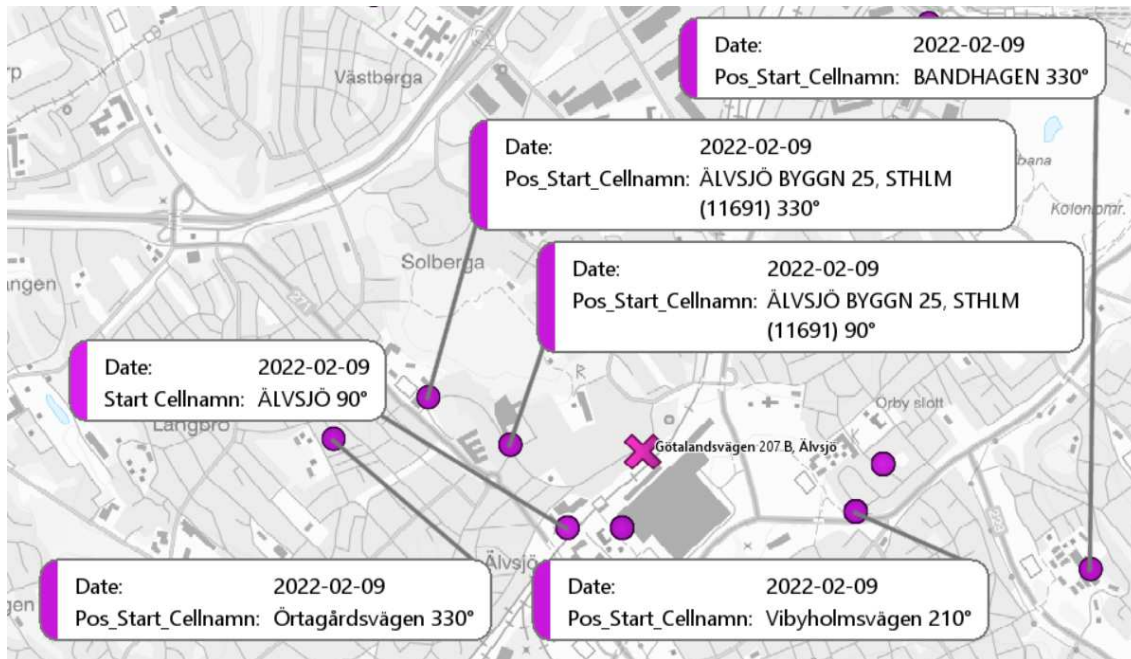 Västberga
Date: 2022-02-09
Pos_Start_Cellnamn: BANDHAGEN 330°
Date: 2022-02-09
Pos_Start_Cellnamn: ÄLVSJÖ BYGGN 25, STHLM
(11691) 330°
Solberga
Date: 2022-02-09
Pos_Start_Cellnamn: ÄLVSJÖ BYGGN 25, STHLM
(11691) 90°
271
Date: 2022-02-09
Start Cellnamn: ÄLVSJÖ 90°
Långbro
Örby slott
Götalandsvägen 207 B, Älvsjö
Älvsjö
Date: 2022-02-09
Pos_Start_Cellnamn: Örtagårdsvägen 330°
Date: 2022-02-09
Pos_Start_Cellnamn: Vibyholmsvägen 210°